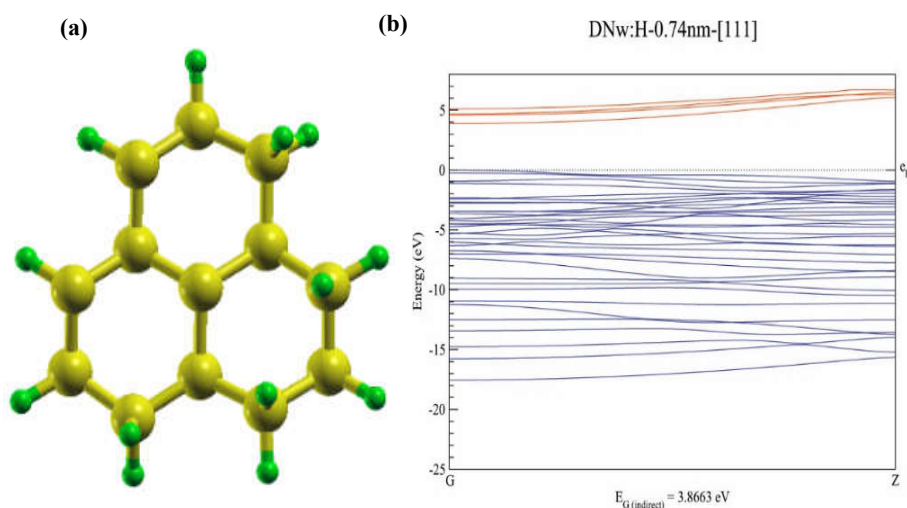 (a)
(b)
DNw:H-0.74nm-[111]
5
0
-5
-10
-15
-20
-25
Energy (eV)
G
Z
E_G (indirect) = 3.8663 eV